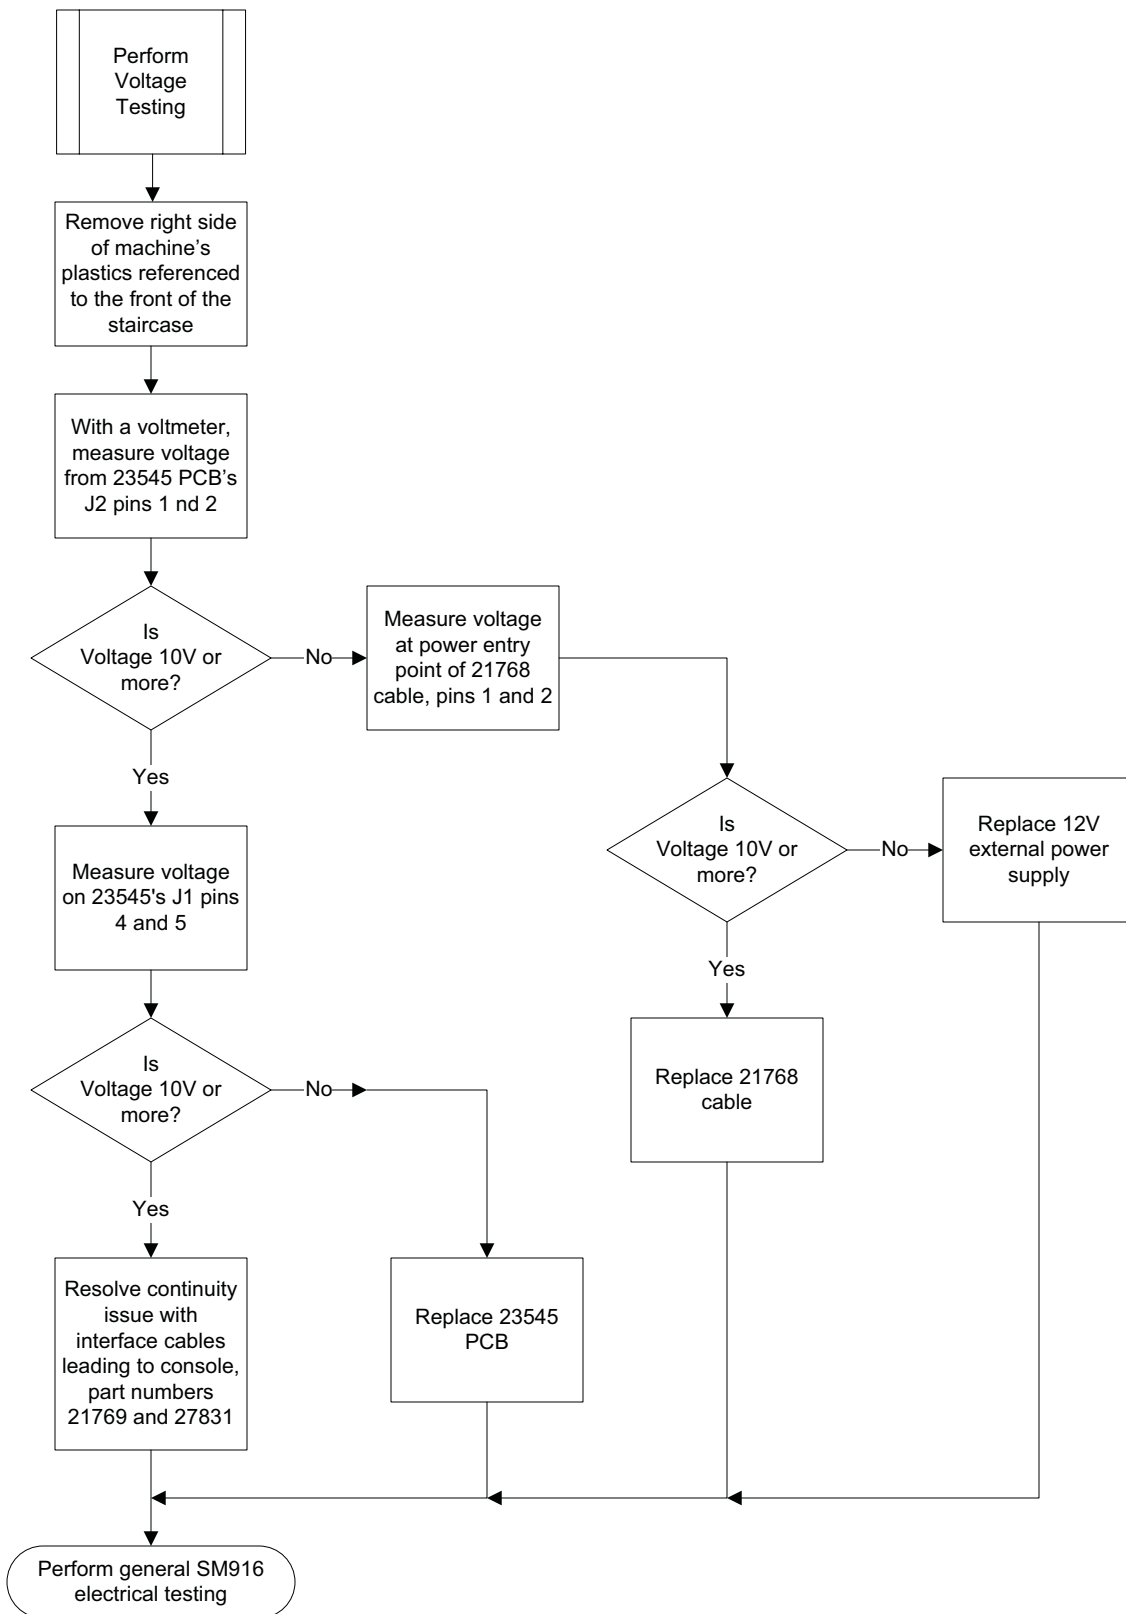 Perform
Voltage
Testing
Remove right side
of machine’s
plastics referenced
to the front of the
staircase
With a voltmeter,
measure voltage
from 23545 PCB’s
J2 pins 1 nd 2
Is
Voltage 10V or
more?
No
Measure voltage
at power entry
point of 21768
cable, pins 1 and 2
Yes
Is
Voltage 10V or
more?
No
Replace 12V
external power
supply
Measure voltage
on 23545's J1 pins
4 and 5
Yes
Replace 21768
cable
Is
Voltage 10V or
more?
No
Yes
Resolve continuity
issue with
interface cables
leading to console,
part numbers
21769 and 27831
Replace 23545
PCB
Perform general SM916
electrical testing